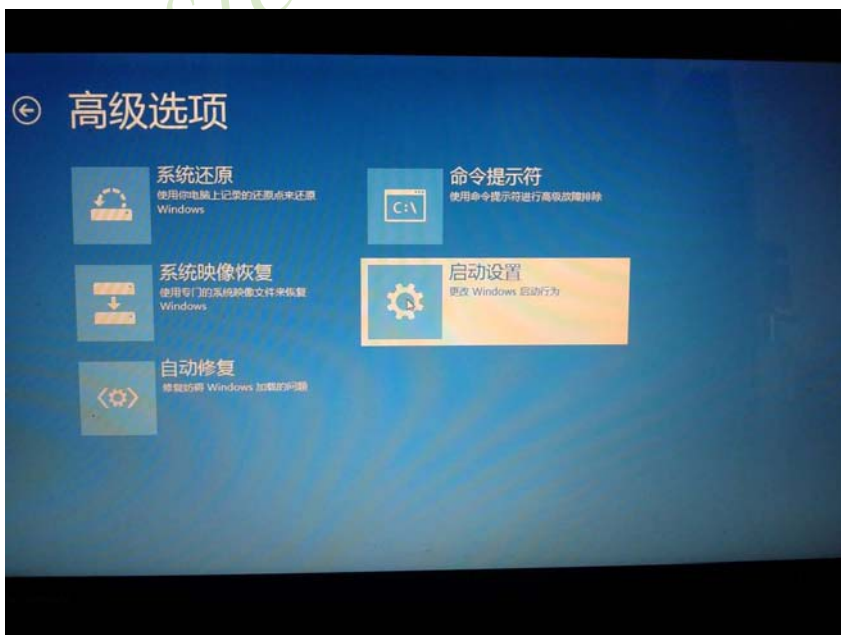 高级选项
系统还原
使用你电脑上记录的还原点来还原
Windows
命令提示符
使用命令提示符进行高级故障排除
C:\
系统映像恢复
使用专门的系统映像文件来恢复
Windows
启动设置
更改 Windows 启动行为
自动修复
修复妨碍 Windows 加载的问题